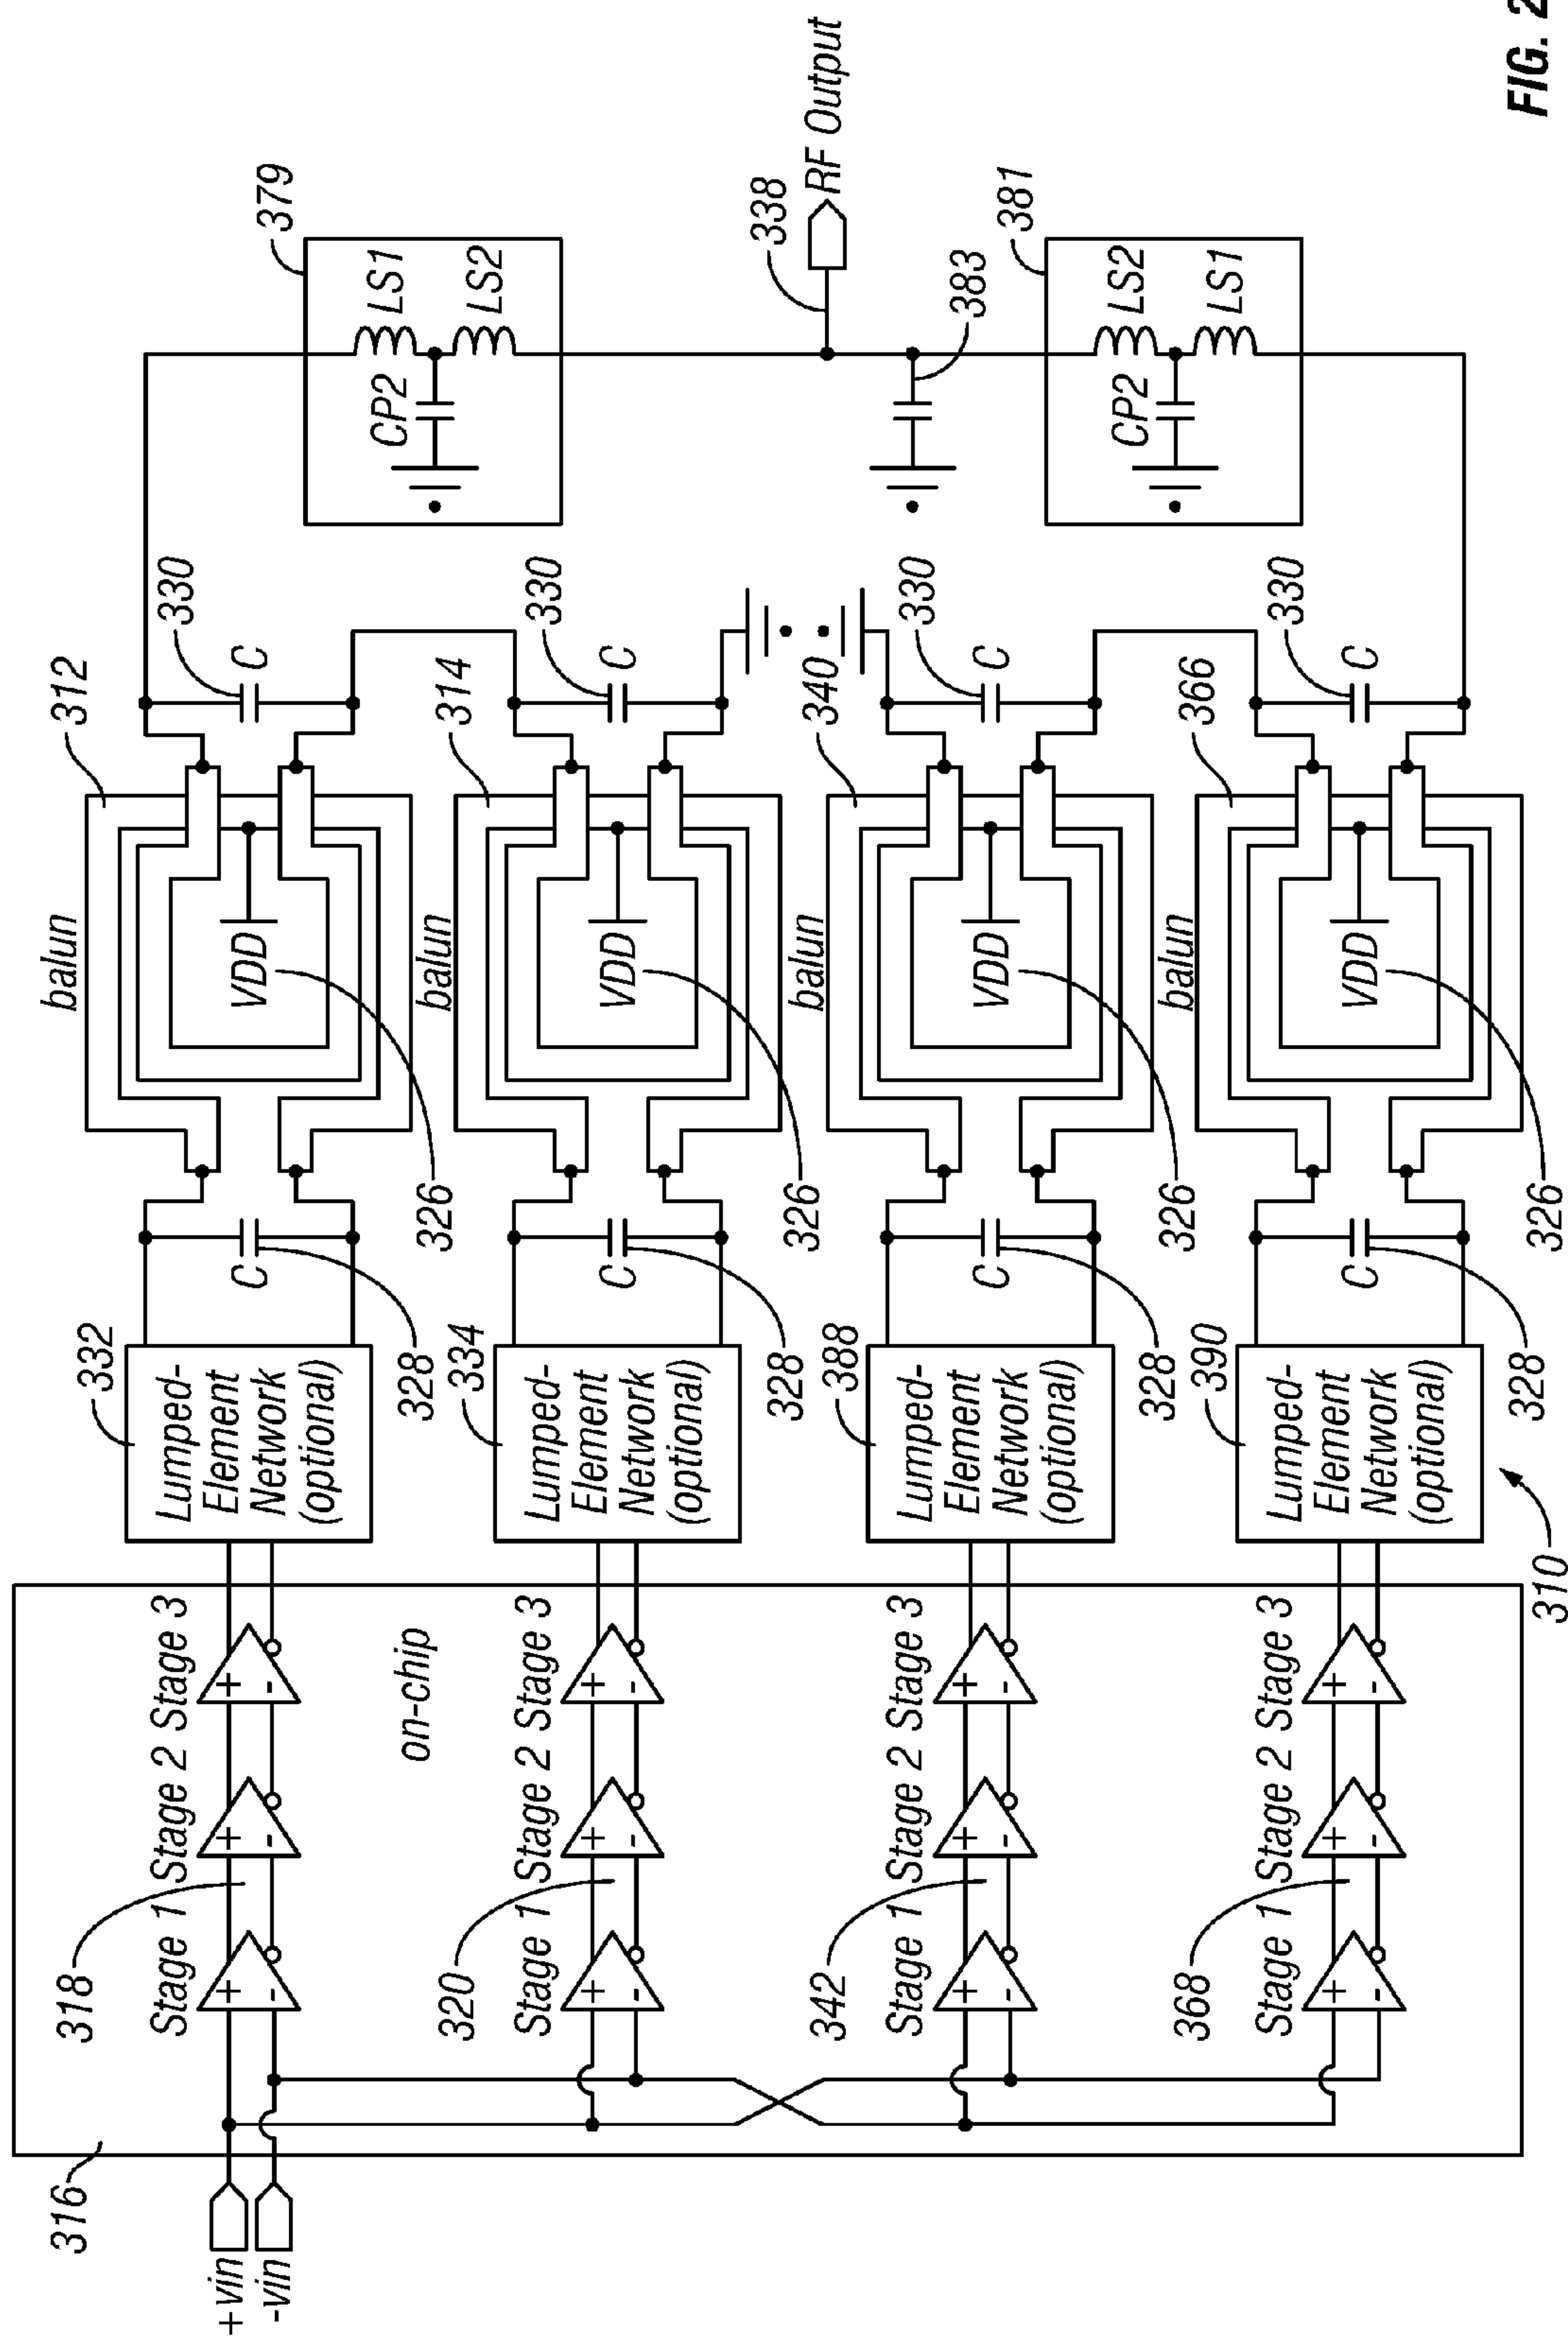 316
+vin
-vin
318
Stage 1 Stage 2 Stage 3
on-chip
320
Stage 1 Stage 2 Stage 3
342
Stage 1 Stage 2 Stage 3
368
Stage 1 Stage 2 Stage 3
332
Lumped-
Element
Network
(optional)
C
328
334
Lumped-
Element
Network
(optional)
C
328
388
Lumped-
Element
Network
(optional)
C
328
390
Lumped-
Element
Network
(optional)
C
328
310
balun
312
VDD
326
330
C
balun
314
VDD
326
330
C
balun
340
VDD
326
330
C
balun
366
VDD
326
330
C
379
LS1
CP2
LS2
338
RF Output
383
381
LS2
CP2
LS1
FIG. 2
+
-
+
-
+
-
+
-
+
-
+
-
+
-
+
-
+
-
+
-
+
-
+
-